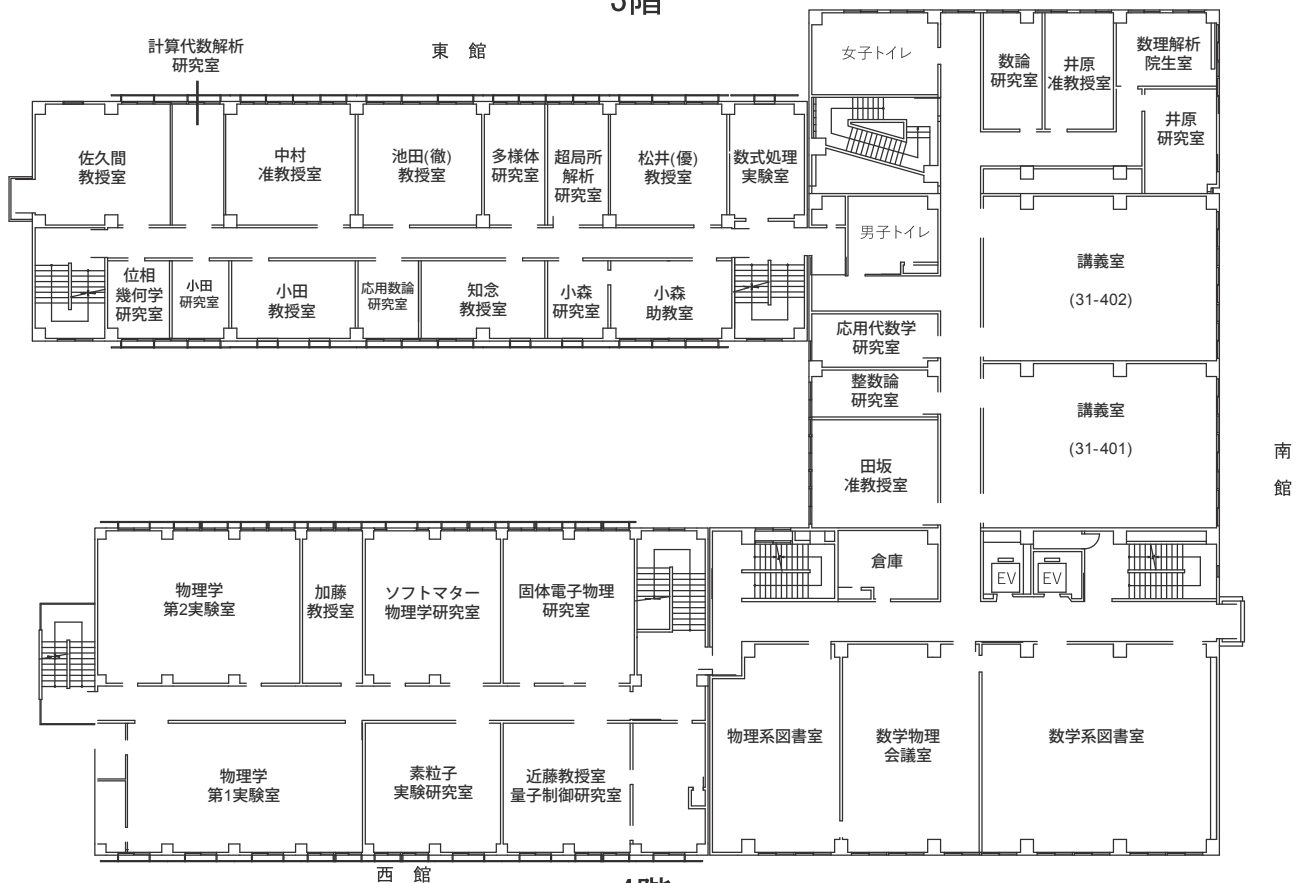 3階
計算代数解析
研究室
東 館
女子トイレ
数論
研究室
井原
准教授室
数理解析
院生室
井原
研究室
佐久間
教授室
中村
准教授室
池田(徹)
教授室
多様体
研究室
超局所
解析
研究室
松井(優)
教授室
数式処理
実験室
男子トイレ
位相
幾何学
研究室
小田
研究室
小田
教授室
応用数論
研究室
知念
教授室
小森
研究室
小森
助教室
講義室
(31-402)
応用代数学
研究室
整数論
研究室
田坂
准教授室
講義室
(31-401)
南
館
物理学
第2実験室
加藤
教授室
ソフトマター
物理学研究室
固体電子物理
研究室
倉庫
EV
EV
物理学
第1実験室
素粒子
実験研究室
近藤教授室
量子制御研究室
物理系図書室
数学物理
会議室
数学系図書室
西 館